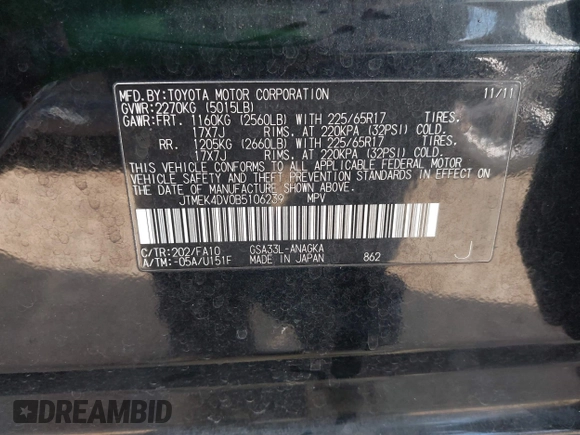 MFD.BY:TOYOTA MOTOR CORPORATION 11/11
GVWR:2270KG (5015LB)
GAWR:FRT. 1160KG (2560LB) WITH 225/65R17 TIRES.
17X7J RIMS. AT 220KPA (32PSI) COLD.
RR. 1205KG (2660LB) WITH 225/65R17 TIRES.
17X7J RIMS. AT 220KPA (32PSI) COLD.
THIS VEHICLE CONFORMS TO ALL APPLICABLE FEDERAL MOTOR
VEHICLE SAFETY AND THEFT PREVENTION STANDARDS IN EFFECT ON
THE DATE OF MANUFACTURE SHOWN ABOVE.
JTMEK4DV0B5106239 MPV
C/TR:202/FA10 GSA33L-ANAGKA
A/TM:-05A/U151F MADE IN JAPAN 862 J
DREAMBID